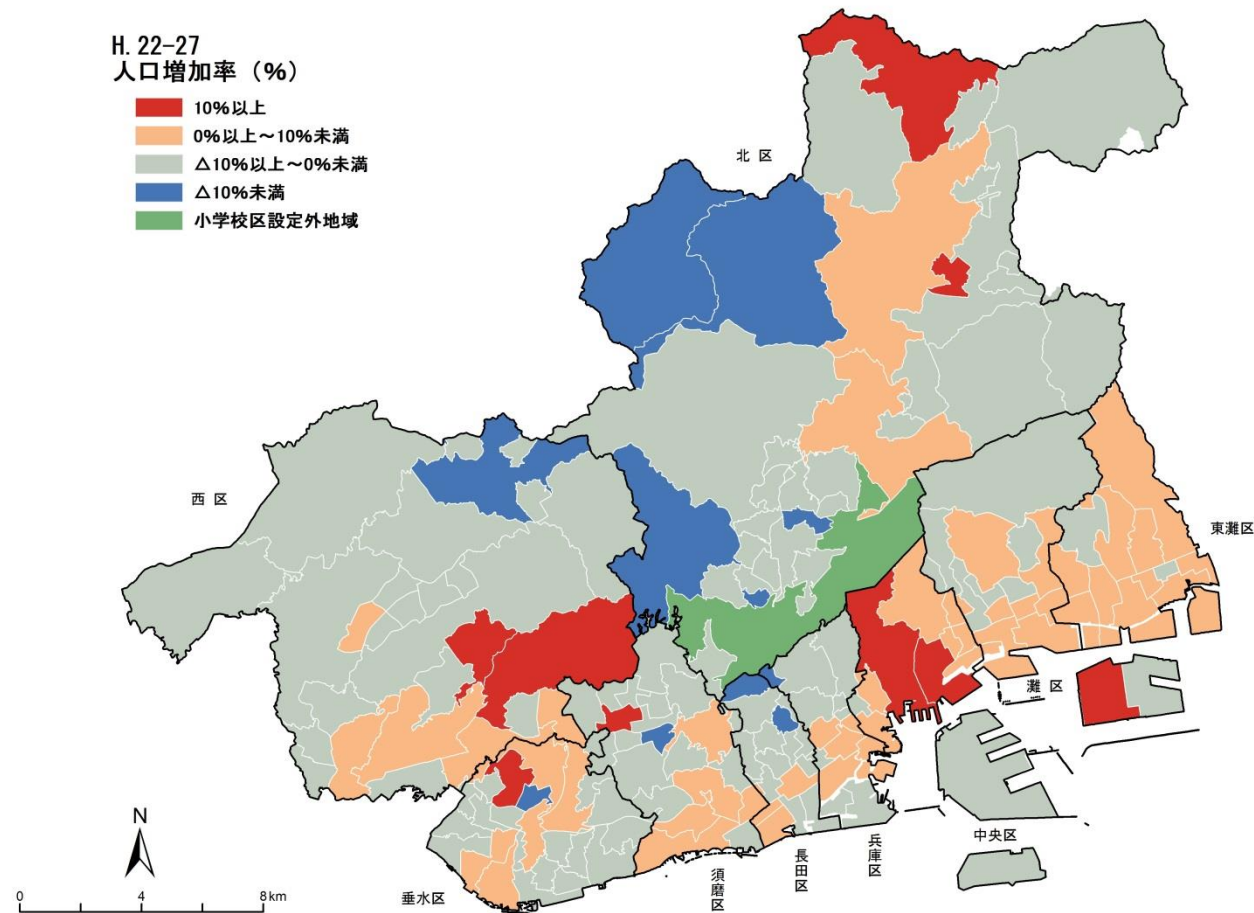 H. 22-27
人口増加率 (%)
10%以上
0%以上～10%未満
△10%以上～0%未満
△10%未満
小学校区設定外地域
北区
西区
東灘区
灘区
中央区
兵庫区
長田区
須磨区
垂水区
N
0 4 8km